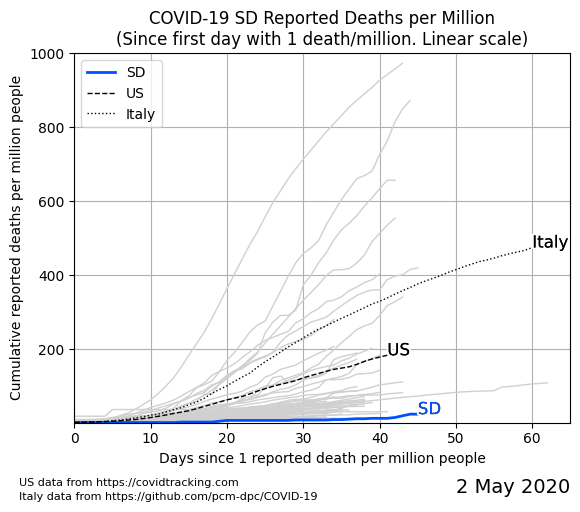 COVID-19 SD Reported Deaths per Million
(Since first day with 1 death/million. Linear scale)
Cumulative reported deaths per million people
1000
800
600
400
200
SD
US
Italy
Italy
US
SD
0
10
20
30
40
50
60
Days since 1 reported death per million people
US data from https://covidtracking.com
Italy data from https://github.com/pcm-dpc/COVID-19
2 May 2020